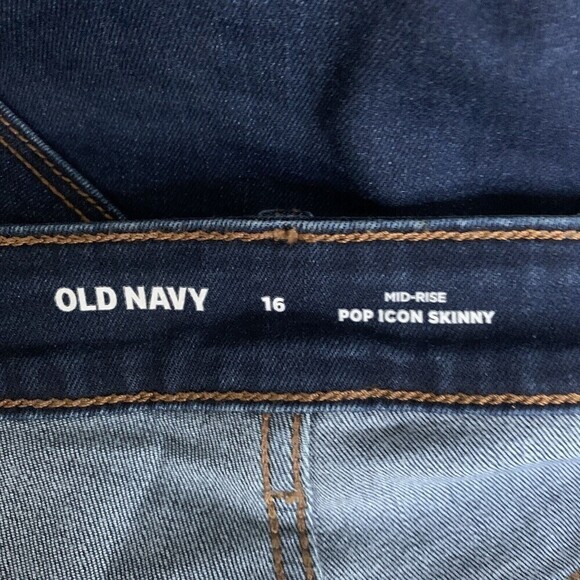 OLD NAVY
16
MID-RISE
POP ICON SKINNY